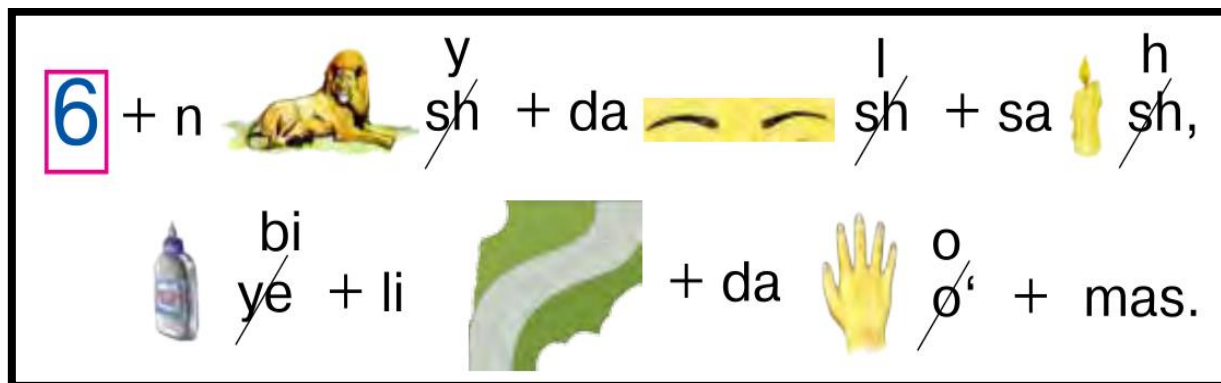 6 + n y sh + da l sh + sa h sh,
bi ye + li + da o o‘ + mas.